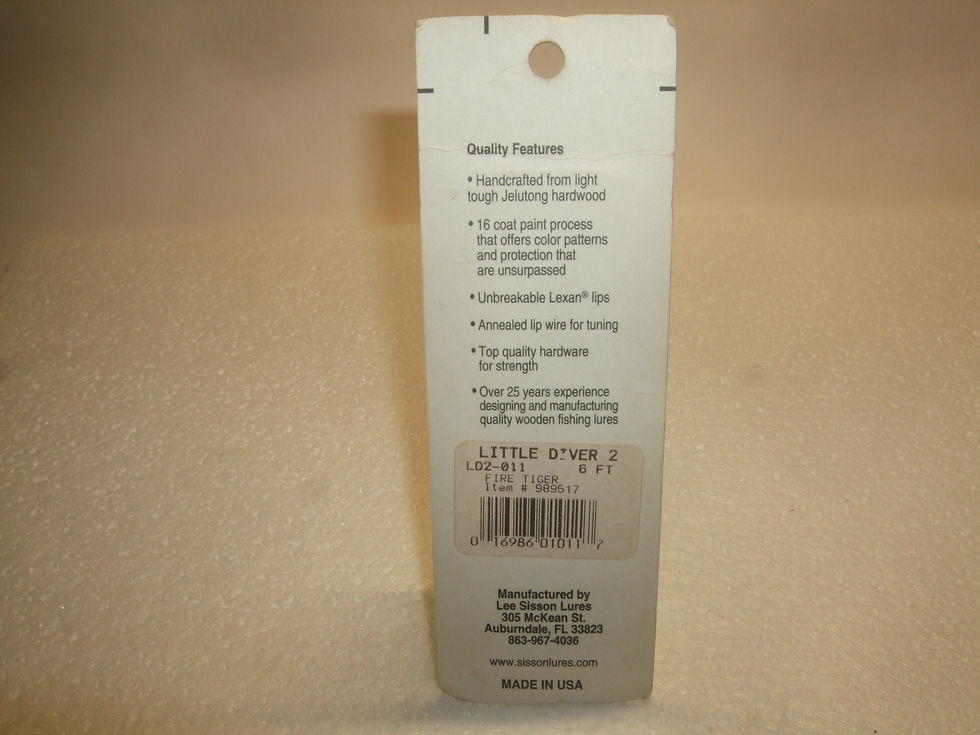 Quality Features
• Handcrafted from light
tough Jelutong hardwood
• 16 coat paint process
that offers color patterns
and protection that
are unsurpassed
• Unbreakable Lexan® lips
• Annealed lip wire for tuning
• Top quality hardware
for strength
• Over 25 years experience
designing and manufacturing
quality wooden fishing lures
LITTLE DIVER 2
LD2-011 6 FT
FIRE TIGER
Item # 989517
0 16986 01011 7
Manufactured by
Lee Sisson Lures
305 McKean St.
Auburndale, FL 33823
863-967-4036
www.sissonlures.com
MADE IN USA